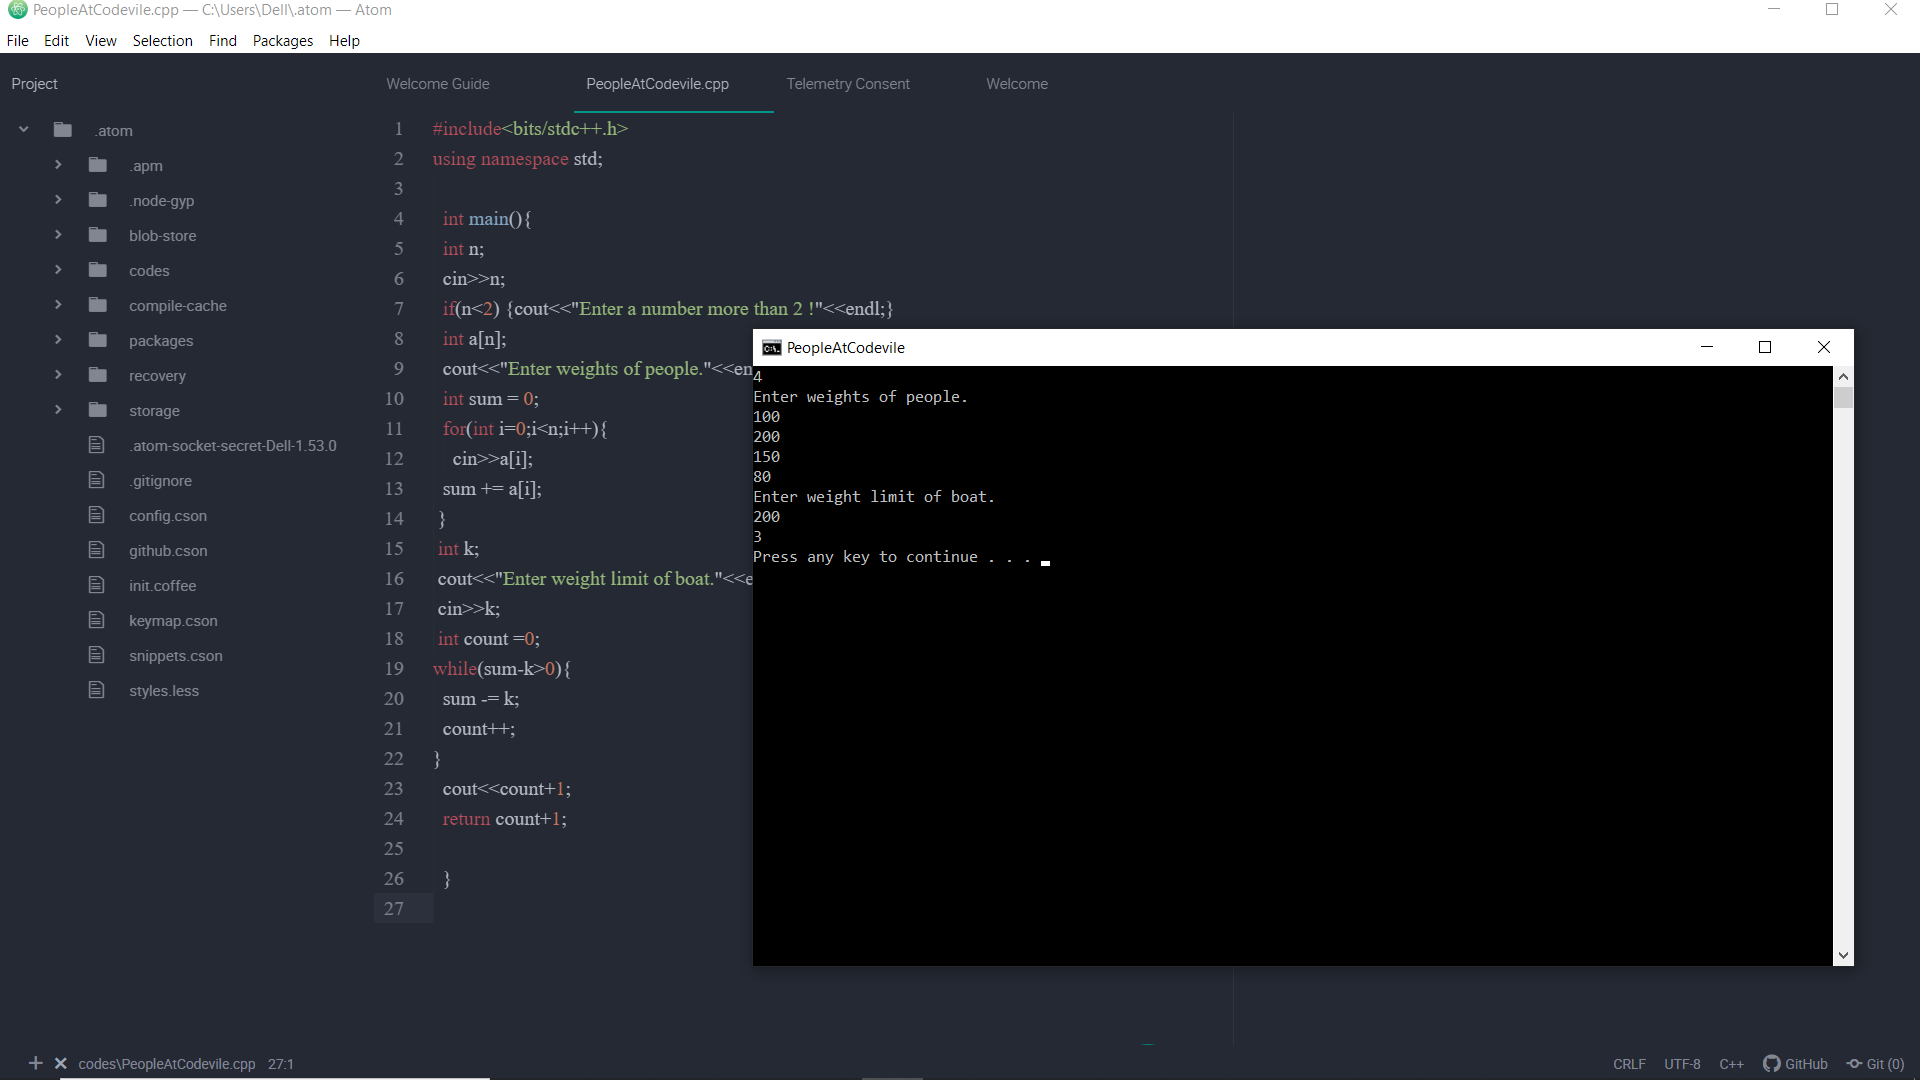 PeopleAtCodevile.cpp — C:\Users\Dell\.atom — Atom
File Edit View Selection Find Packages Help
Project
.atom
.apm
.node-gyp
blob-store
codes
compile-cache
packages
recovery
storage
.atom-socket-secret-Dell-1.53.0
.gitignore
config.cson
github.cson
init.coffee
keymap.cson
snippets.cson
styles.less
Welcome Guide PeopleAtCodevile.cpp Telemetry Consent Welcome
1 #include<bits/stdc++.h>
2 using namespace std;
3
4 int main(){
5 int n;
6 cin>>n;
7 if(n<2) {cout<<"Enter a number more than 2 !"<<endl;}
8 int a[n];
9 cout<<"Enter weights of people."<<en
10 int sum = 0;
11 for(int i=0;i<n;i++){
12 cin>>a[i];
13 sum += a[i];
14 }
15 int k;
16 cout<<"Enter weight limit of boat."<<e
17 cin>>k;
18 int count =0;
19 while(sum-k>0){
20 sum -= k;
21 count++;
22 }
23 cout<<count+1;
24 return count+1;
25
26 }
27
C:\. PeopleAtCodevile
4
Enter weights of people.
100
200
150
80
Enter weight limit of boat.
200
3
Press any key to continue . . .
codes\PeopleAtCodevile.cpp 27:1
CRLF UTF-8 C++ GitHub Git (0)